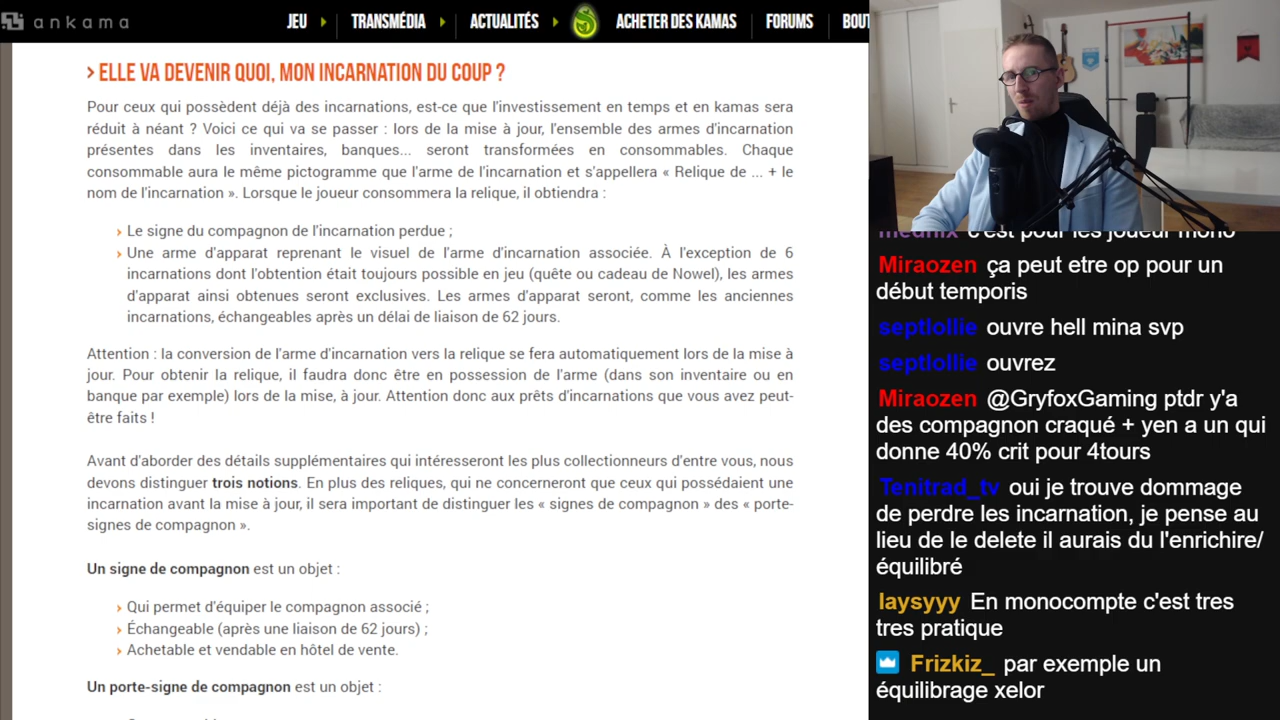 ankama
JEU
TRANSMÉDIA
ACTUALITÉS
ACHETER DES KAMAS
FORUMS
BOUT
> ELLE VA DEVENIR QUOI, MON INCARNATION DU COUP ?
Pour ceux qui possèdent déjà des incarnations, est-ce que l'investissement en temps et en kamas sera
réduit à néant ? Voici ce qui va se passer : lors de la mise à jour, l'ensemble des armes d'incarnation
présentes dans les inventaires, banques... seront transformées en consommables. Chaque
consommable aura le même pictogramme que l'arme de l'incarnation et s'appellera « Relique de ... + le
nom de l'incarnation ». Lorsque le joueur consommera la relique, il obtiendra :
› Le signe du compagnon de l'incarnation perdue ;
› Une arme d'apparat reprenant le visuel de l'arme d'incarnation associée. À l'exception de 6
incarnations dont l'obtention était toujours possible en jeu (quête ou cadeau de Nowel), les armes
d'apparat ainsi obtenues seront exclusives. Les armes d'apparat seront, comme les anciennes
incarnations, échangeables après un délai de liaison de 62 jours.
Attention : la conversion de l'arme d'incarnation vers la relique se fera automatiquement lors de la mise à
jour. Pour obtenir la relique, il faudra donc être en possession de l'arme (dans son inventaire ou en
banque par exemple) lors de la mise, à jour. Attention donc aux prêts d'incarnations que vous avez peut-
être faits !
Avant d'aborder des détails supplémentaires qui intéresseront les plus collectionneurs d'entre vous, nous
devons distinguer trois notions. En plus des reliques, qui ne concerneront que ceux qui possédaient une
incarnation avant la mise à jour, il sera important de distinguer les « signes de compagnon » des « porte-
signes de compagnon ».
Un signe de compagnon est un objet :
› Qui permet d'équiper le compagnon associé ;
› Échangeable (après une liaison de 62 jours) ;
› Achetable et vendable en hôtel de vente.
Un porte-signe de compagnon est un objet :
c'est pour les joueur mono
Miraozen ça peut etre op pour un
début temporis
septlollie ouvre hell mina svp
septlollie ouvrez
Miraozen @GryfoxGaming ptdr y'a
des compagnon craqué + yen a un qui
donne 40% crit pour 4tours
Tenitrad_tv oui je trouve dommage
de perdre les incarnation, je pense au
lieu de le delete il aurais du l'enrichire/
équilibré
laysyyy En monocompte c'est tres
tres pratique
Frizkiz_ par exemple un
équilibrage xelor